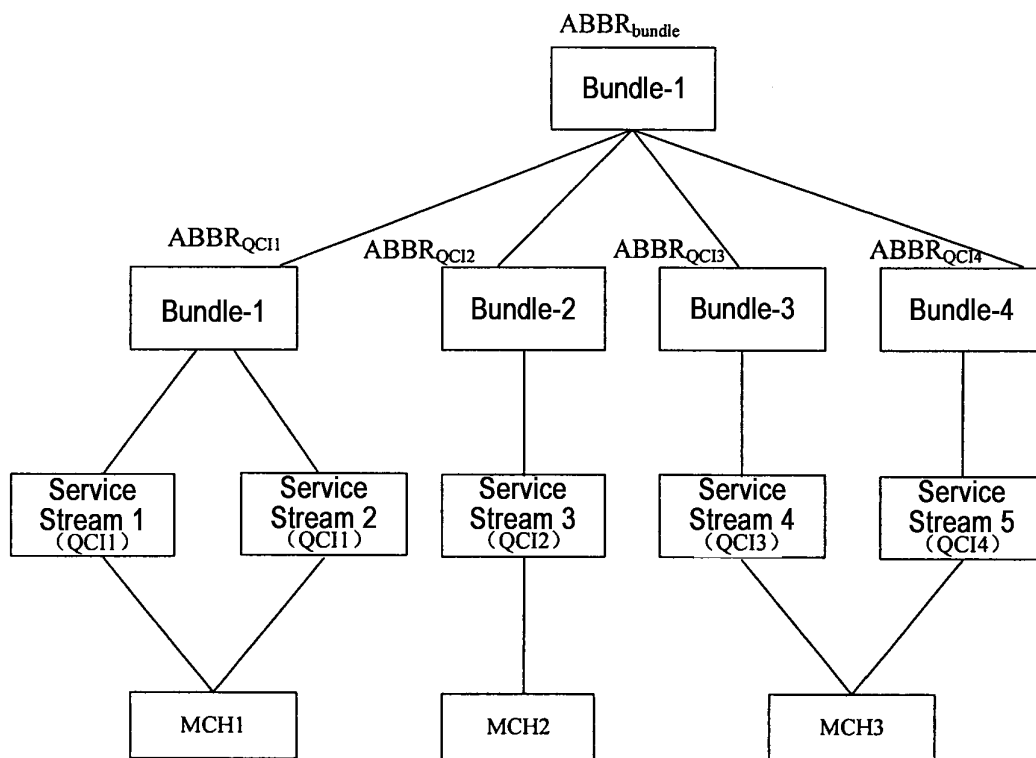 ABBRbundle
Bundle-1
ABBRQCI1
ABBRQCI2
ABBRQCI3
ABBRQCI4
Bundle-1
Bundle-2
Bundle-3
Bundle-4
Service
Stream 1
(QCI1)
Service
Stream 2
(QCI1)
Service
Stream 3
(QCI2)
Service
Stream 4
(QCI3)
Service
Stream 5
(QCI4)
MCH1
MCH2
MCH3